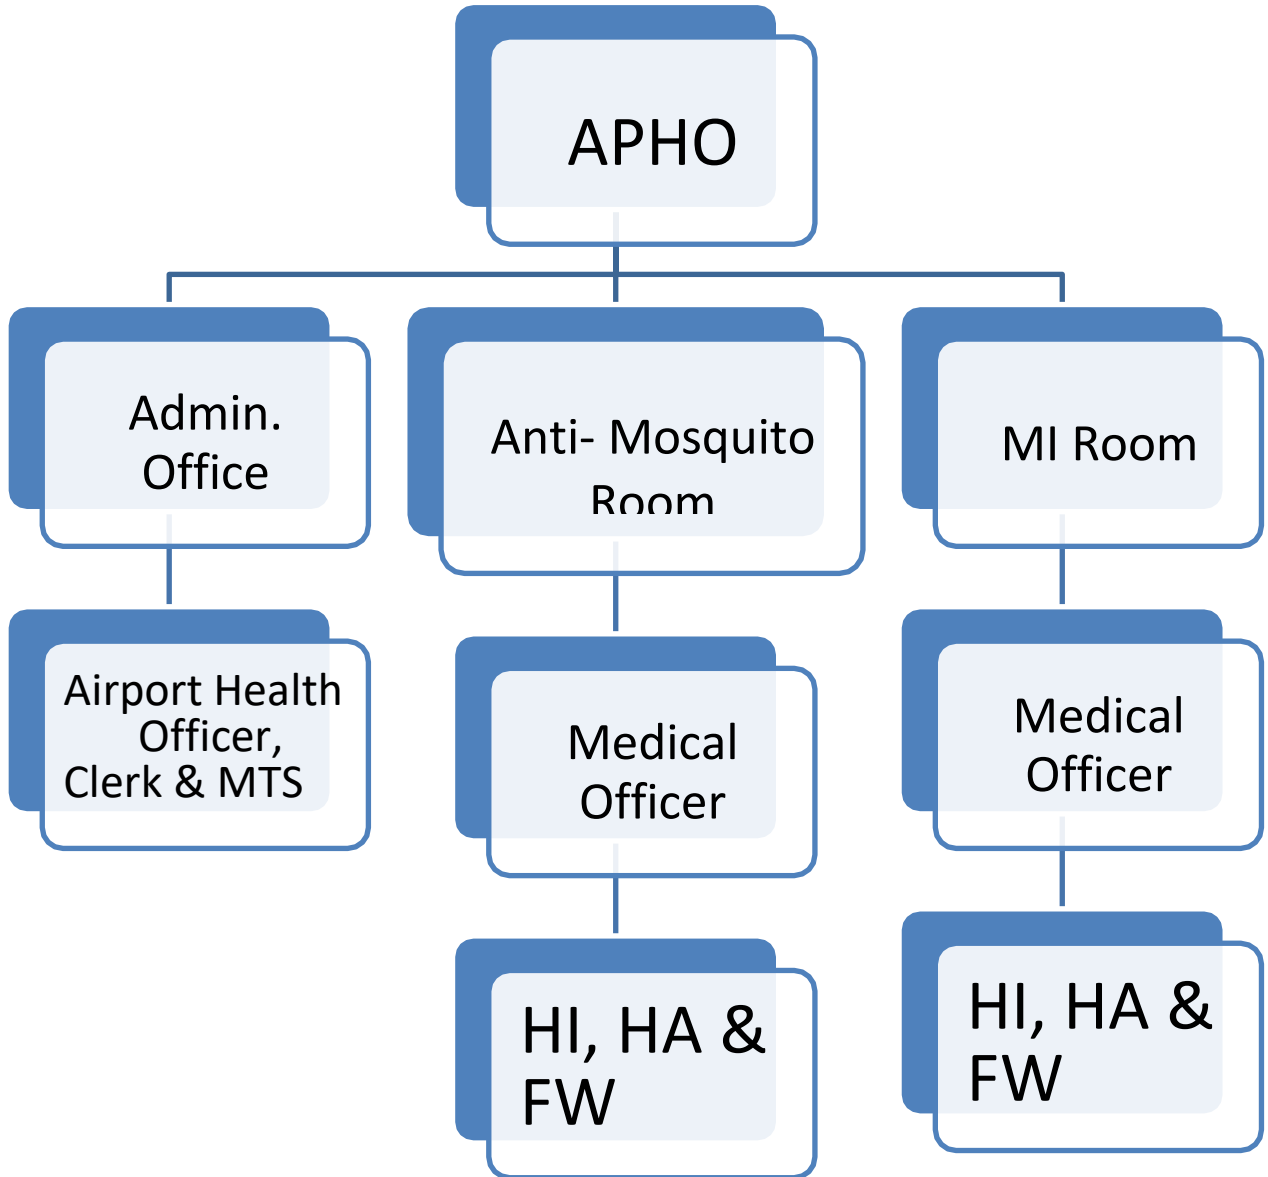 APHO
Admin.
Office
Anti- Mosquito
Room
MI Room
Airport Health
Officer,
Clerk & MTS
Medical
Officer
Medical
Officer
HI, HA &
FW
HI, HA &
FW